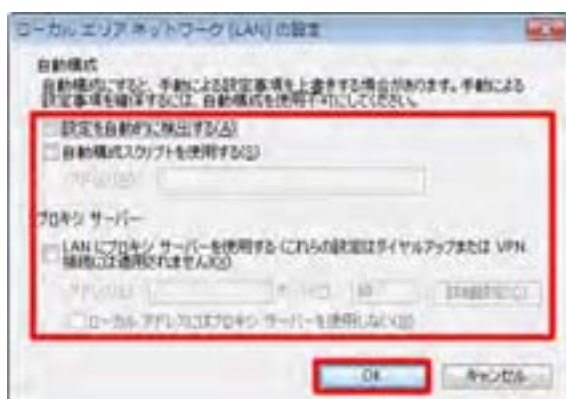 ローカル エリア ネットワーク (LAN) の設定
自動構成
自動構成にすると、手動による設定事項を上書きする場合があります。手動による
設定事項を確保するには、自動構成を使用不可にしてください。
設定を自動的に検出する(A)
自動構成スクリプトを使用する(S)
アドレス(R)
プロキシ サーバー
LAN にプロキシ サーバーを使用する (これらの設定はダイヤルアップまたは VPN
接続には適用されません)(X)
アドレス(E): ポート(T): 80 詳細設定(C)
ローカル アドレスにはプロキシ サーバーを使用しない(B)
OK キャンセル